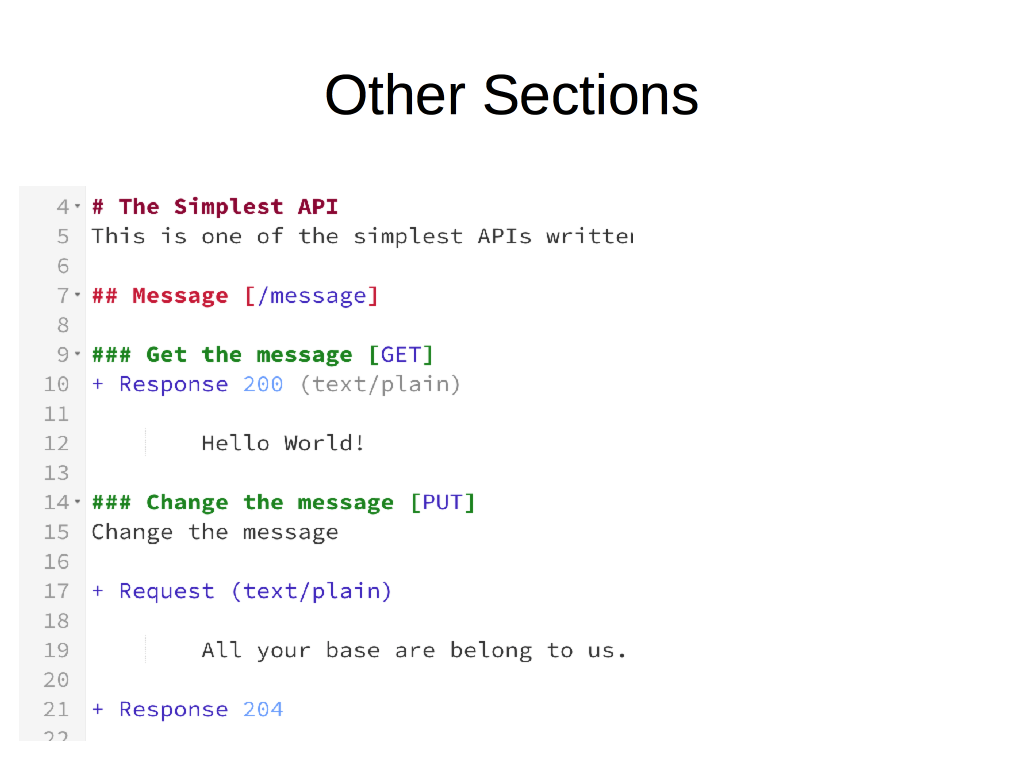 Other Sections
4 # The Simplest API
5 This is one of the simplest APIs
6
7 ## Message [/message]
8
9 ### Get the message [GET]
10 + Response 200 (text/plain)
11
12 Hello World!
13
14 ### Change the message [PUT]
15 Change the message
16
17 + Request (text/plain)
18
19 All your base are belong to us.
20
21 + Response 204
22